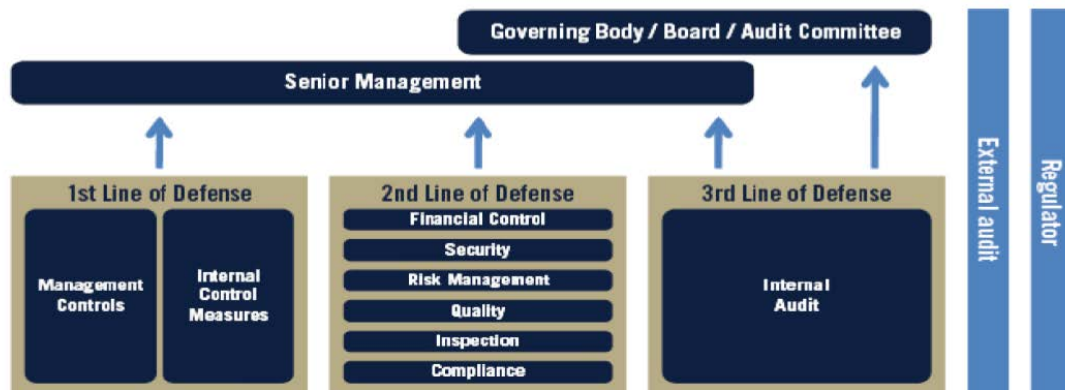 Governing Body / Board / Audit Committee
Senior Management
1st Line of Defense
Management
Controls
Internal
Control
Measures
2nd Line of Defense
Financial Control
Security
Risk Management
Quality
Inspection
Compliance
3rd Line of Defense
Internal
Audit
External audit
Regulator